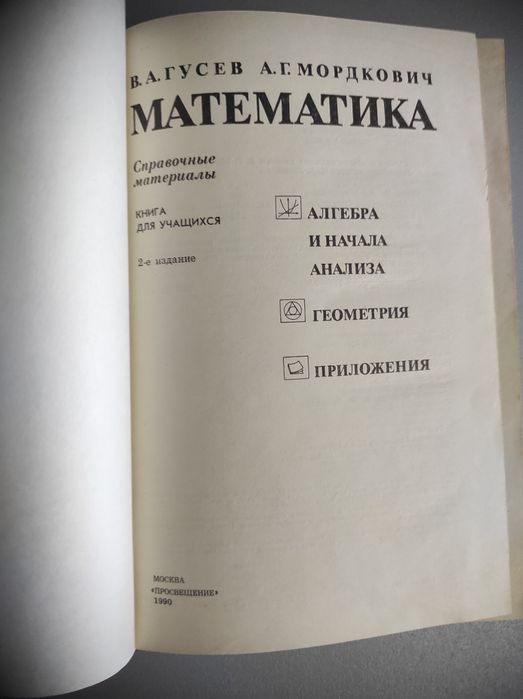 В.А.ГУСЕВ А.Г.МОРДКОВИЧ
МАТЕМАТИКА
Справочные
материалы
КНИГА
ДЛЯ УЧАЩИХСЯ
2-е издание
АЛГЕБРА
И НАЧАЛА
АНАЛИЗА
ГЕОМЕТРИЯ
ПРИЛОЖЕНИЯ
МОСКВА
«ПРОСВЕЩЕНИЕ»
1990